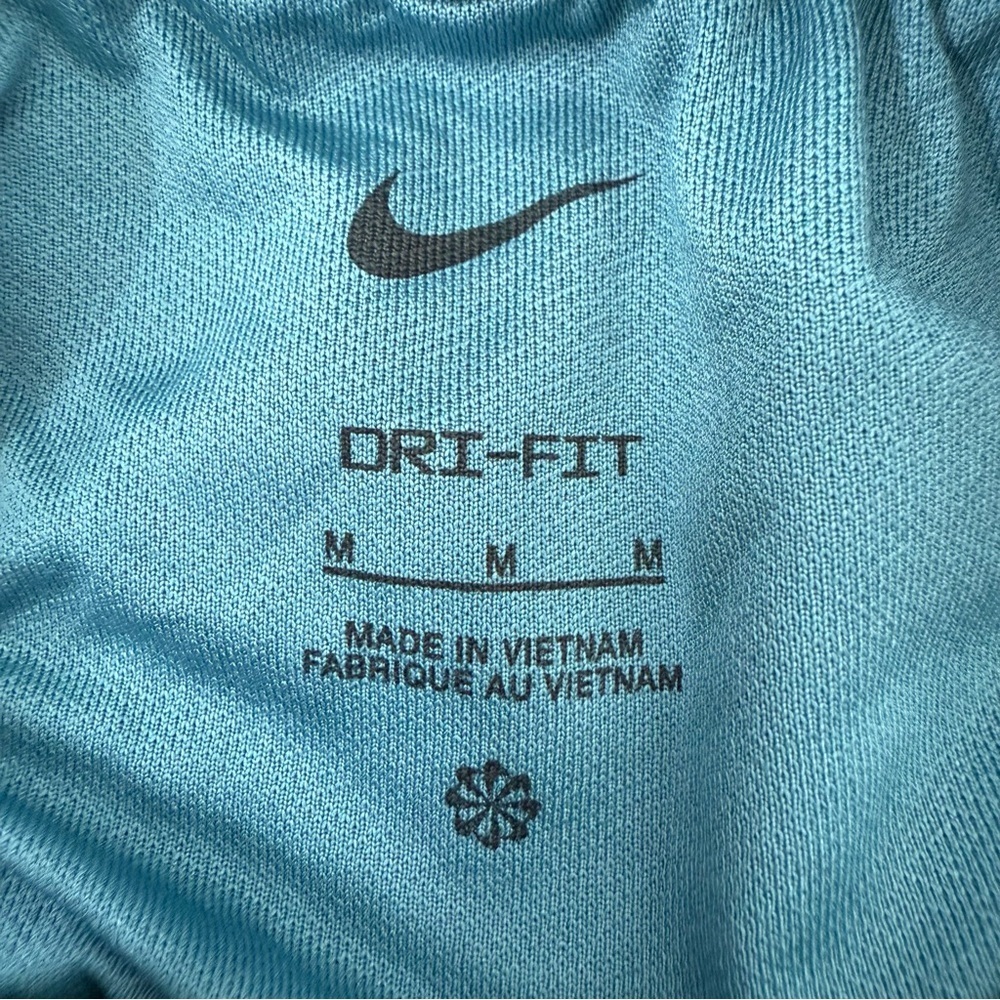 DRI-FIT
M M M
MADE IN VIETNAM
FABRIQUE AU VIETNAM